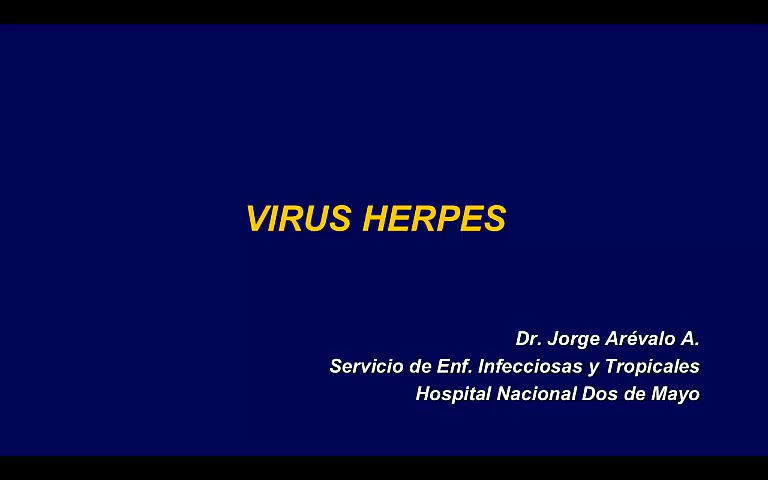 VIRUS HERPES
Dr. Jorge Arévalo A.
Servicio de Enf. Infecciosas y Tropicales
Hospital Nacional Dos de Mayo